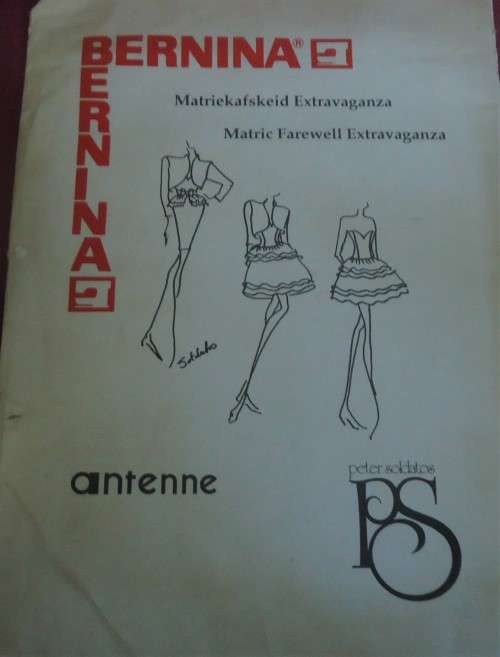 BERNINA®
BERNINA
Matriekafskeid Extravaganza
Matric Farewell Extravaganza
Soldatos
antenne
peter soldatos
PS